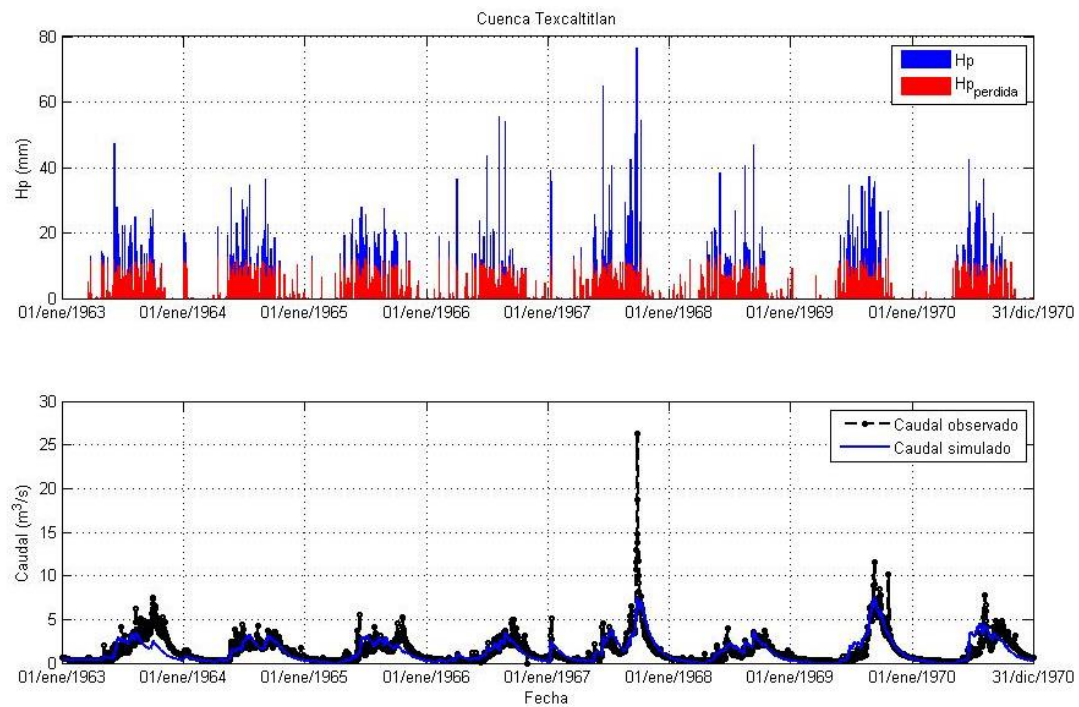 Cuenca Texcaltitlan
80
60
40
20
0
Hp (mm)
Hp
Hp_perdida
01/ene/1963 01/ene/1964 01/ene/1965 01/ene/1966 01/ene/1967 01/ene/1968 01/ene/1969 01/ene/1970 31/dic/1970
30
25
20
15
10
5
0
Caudal (m³/s)
Caudal observado
Caudal simulado
01/ene/1963 01/ene/1964 01/ene/1965 01/ene/1966 01/ene/1967 01/ene/1968 01/ene/1969 01/ene/1970 31/dic/1970
Fecha